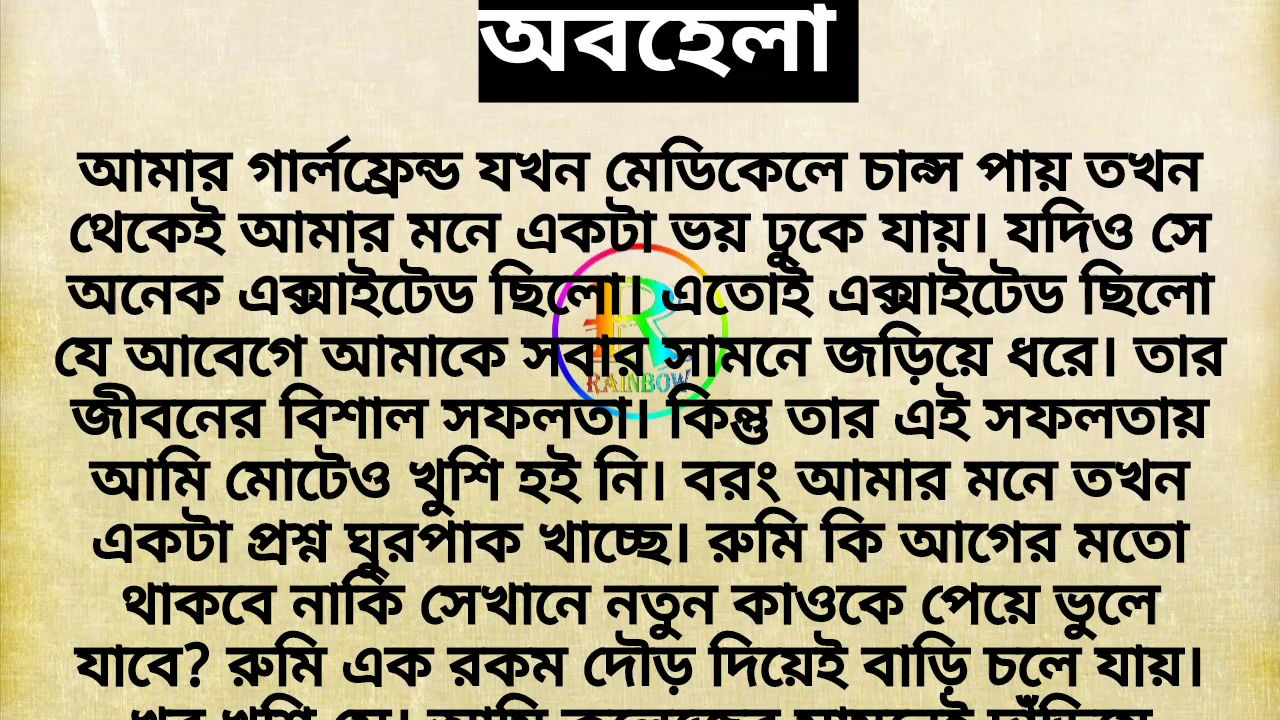 অবহেলা
আমার গার্লফ্রেন্ড যখন মেডিকেলে চান্স পায় তখন
থেকেই আমার মনে একটা ভয় ঢুকে যায়। যদিও সে
অনেক এক্সাইটেড ছিলো। এতোই এক্সাইটেড ছিলো
যে আবেগে আমাকে সবার সামনে জড়িয়ে ধরে। তার
জীবনের বিশাল সফলতা। কিন্তু তার এই সফলতায়
আমি মোটেও খুশি হই নি। বরং আমার মনে তখন
একটা প্রশ্ন ঘুরপাক খাচ্ছে। রুমি কি আগের মতো
থাকবে নাকি সেখানে নতুন কাওকে পেয়ে ভুলে
যাবে? রুমি এক রকম দৌড় দিয়েই বাড়ি চলে যায়।
R
RAINBOW